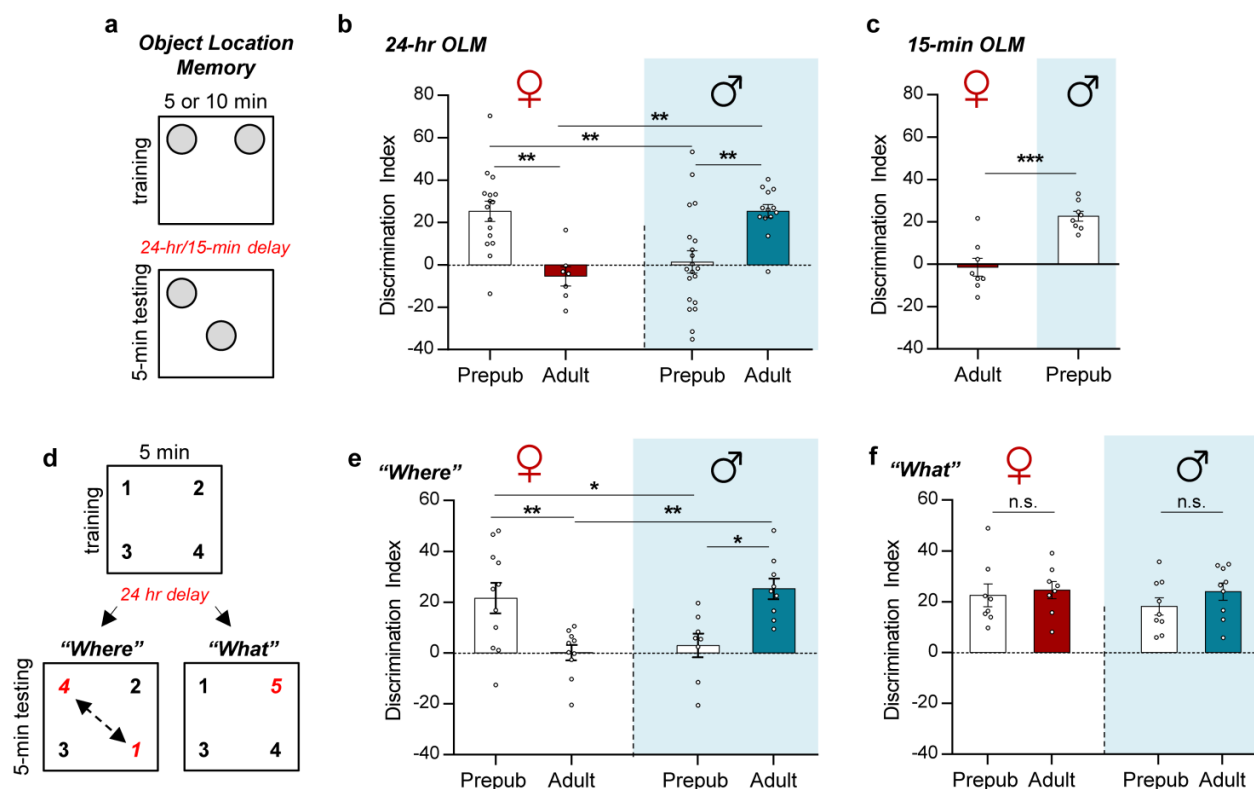 a
Object Location
Memory
5 or 10 min
training
24-hr/15-min delay
5-min testing
b
24-hr OLM
♀
♂
Discrimination Index
80
60
40
20
0
-20
-40
**
**
**
**
Prepub
Adult
Prepub
Adult
c
15-min OLM
♀
♂
Discrimination Index
80
60
40
20
0
-20
-40
***
Adult
Prepub
d
5 min
training
1 2
3 4
24 hr delay
"Where"
"What"
5-min testing
4 2
3 1
1 5
3 4
e
"Where"
♀
♂
Discrimination Index
60
40
20
0
-20
-40
*
**
**
*
Prepub
Adult
Prepub
Adult
f
"What"
♀
♂
Discrimination Index
60
40
20
0
-20
-40
n.s.
n.s.
Prepub
Adult
Prepub
Adult